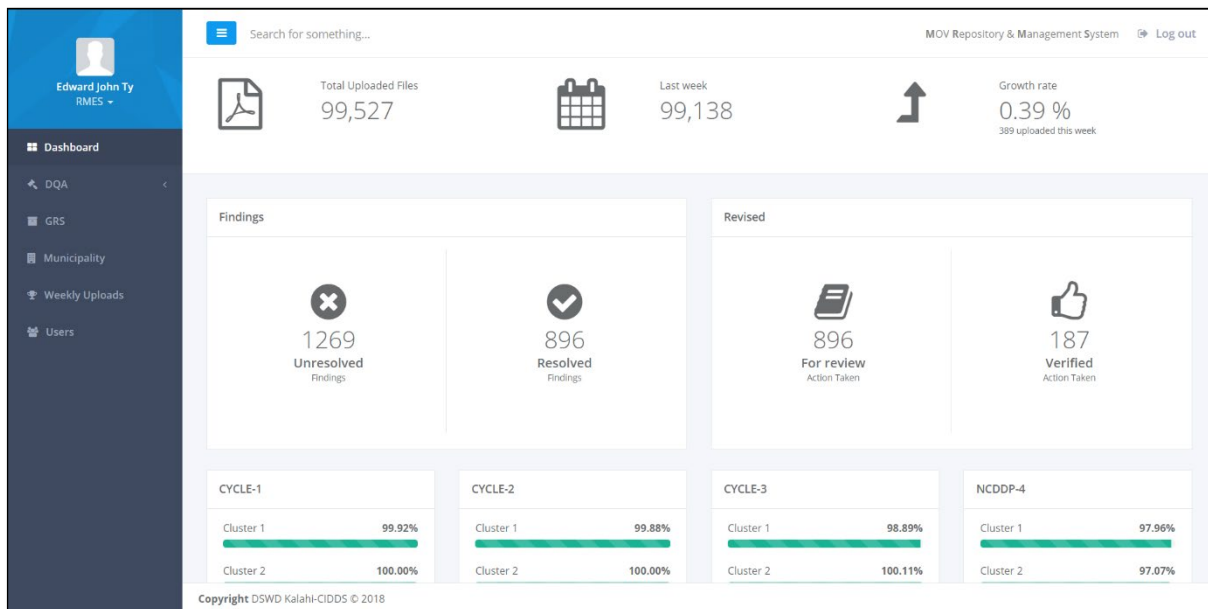 Edward John Ty
RMES
Dashboard
DQA
GRS
Municipality
Weekly Uploads
Users
Search for something...
MOV Repository & Management System
Log out
Total Uploaded Files
99,527
Last week
99,138
Growth rate
0.39 %
389 uploaded this week
Findings
1269
Unresolved
Findings
896
Resolved
Findings
Revised
896
For review
Action Taken
187
Verified
Action Taken
CYCLE-1
Cluster 1 99.92%
Cluster 2 100.00%
CYCLE-2
Cluster 1 99.88%
Cluster 2 100.00%
CYCLE-3
Cluster 1 98.89%
Cluster 2 100.11%
NCDDP-4
Cluster 1 97.96%
Cluster 2 97.07%
Copyright DSWD Kalahi-CIDDS © 2018